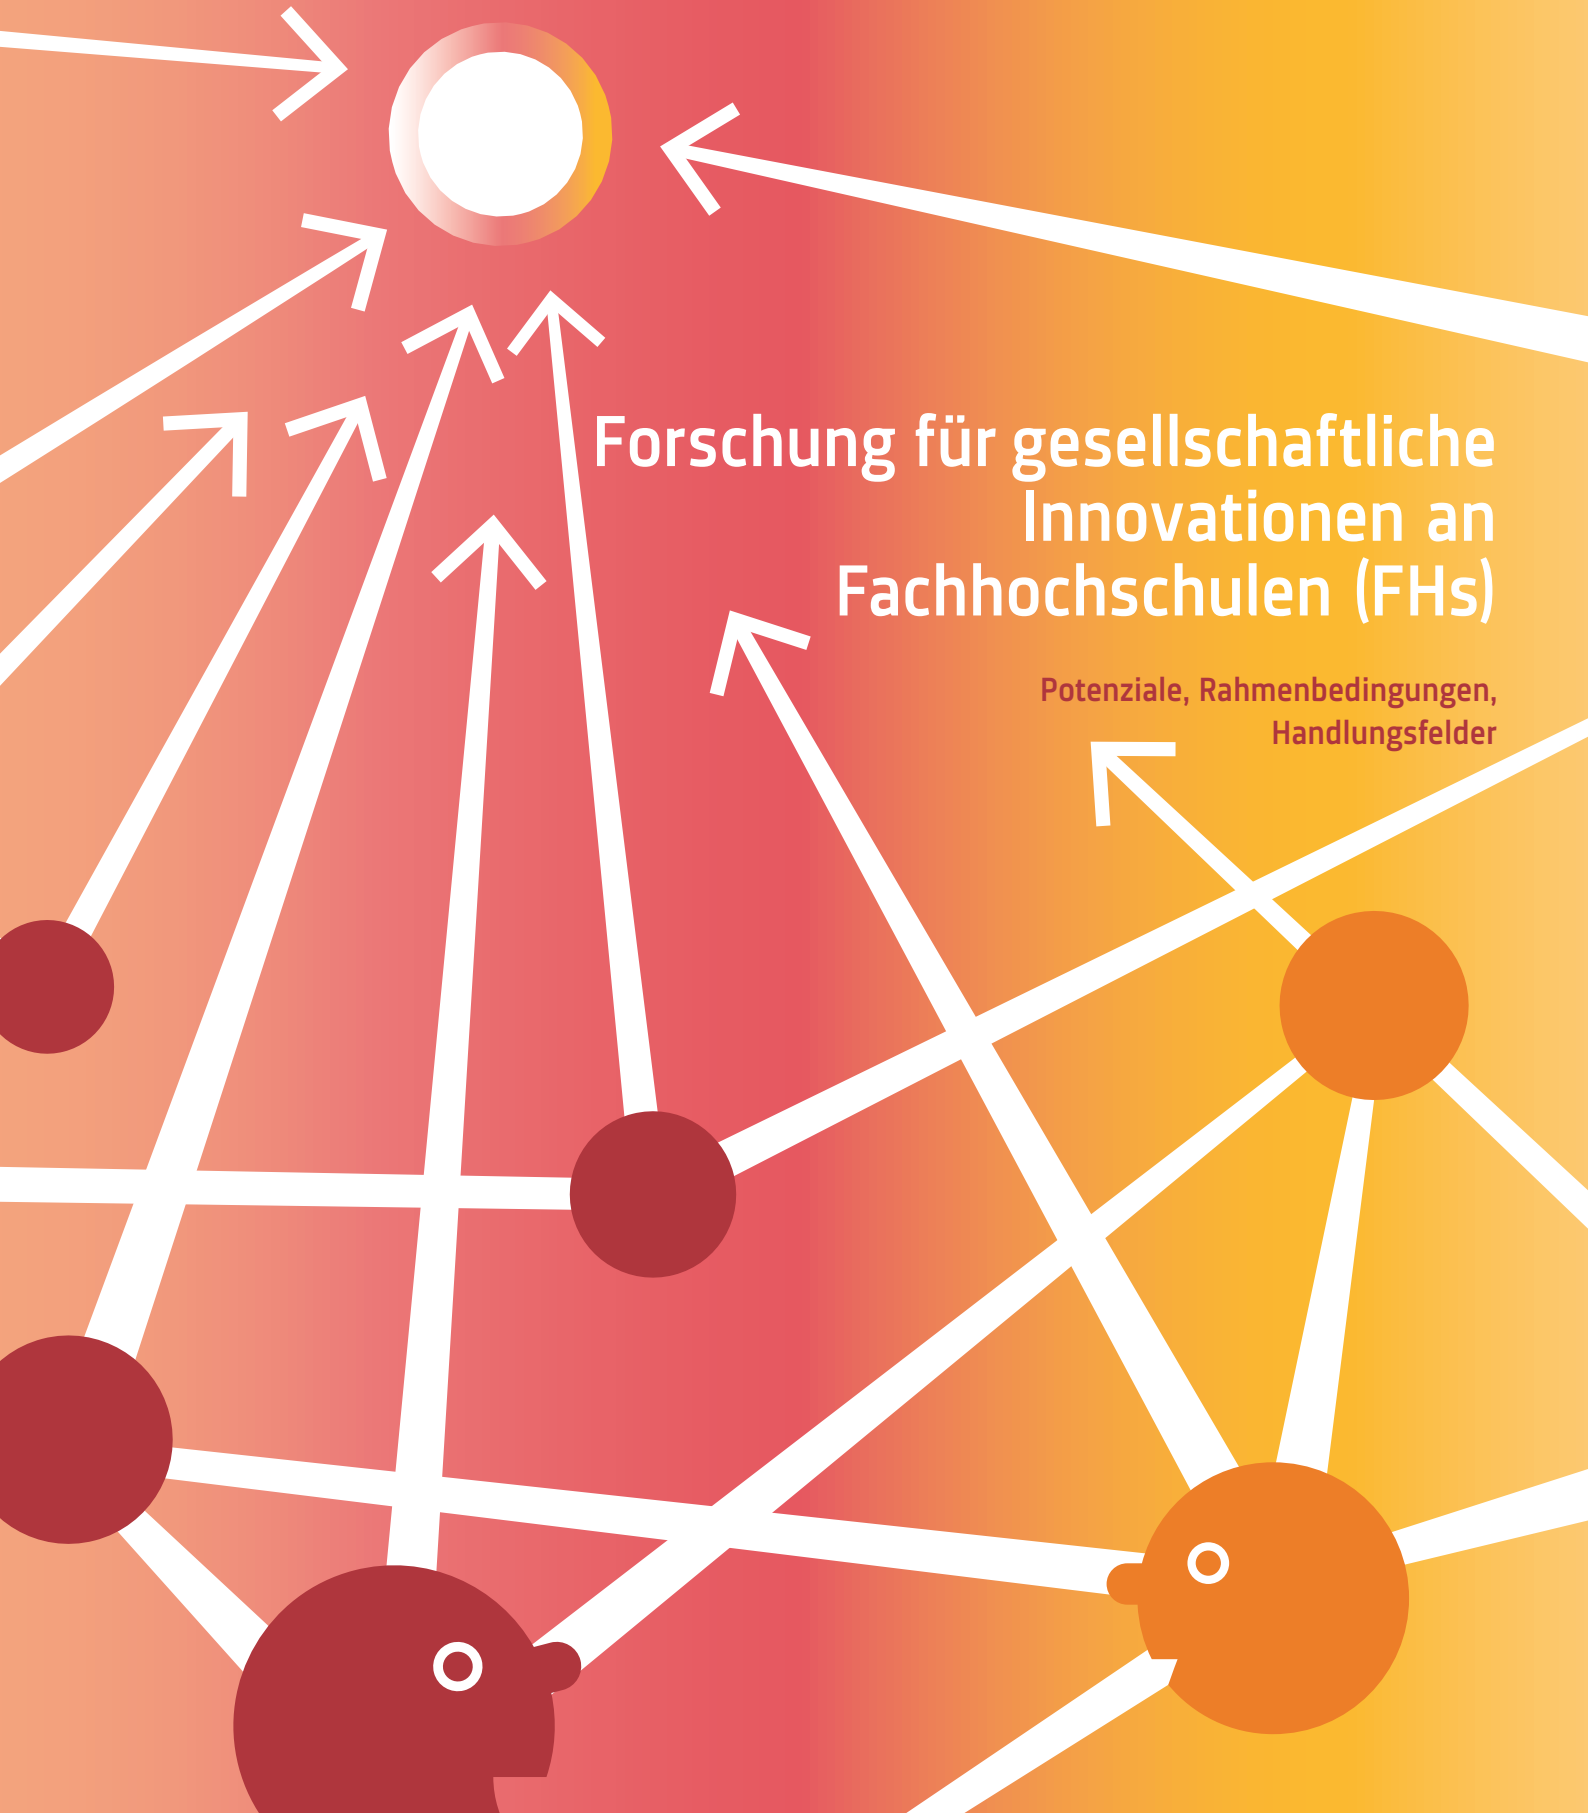 Forschung für gesellschaftliche
Innovationen an
Fachhochschulen (FHs)
Potenziale, Rahmenbedingungen,
Handlungsfelder